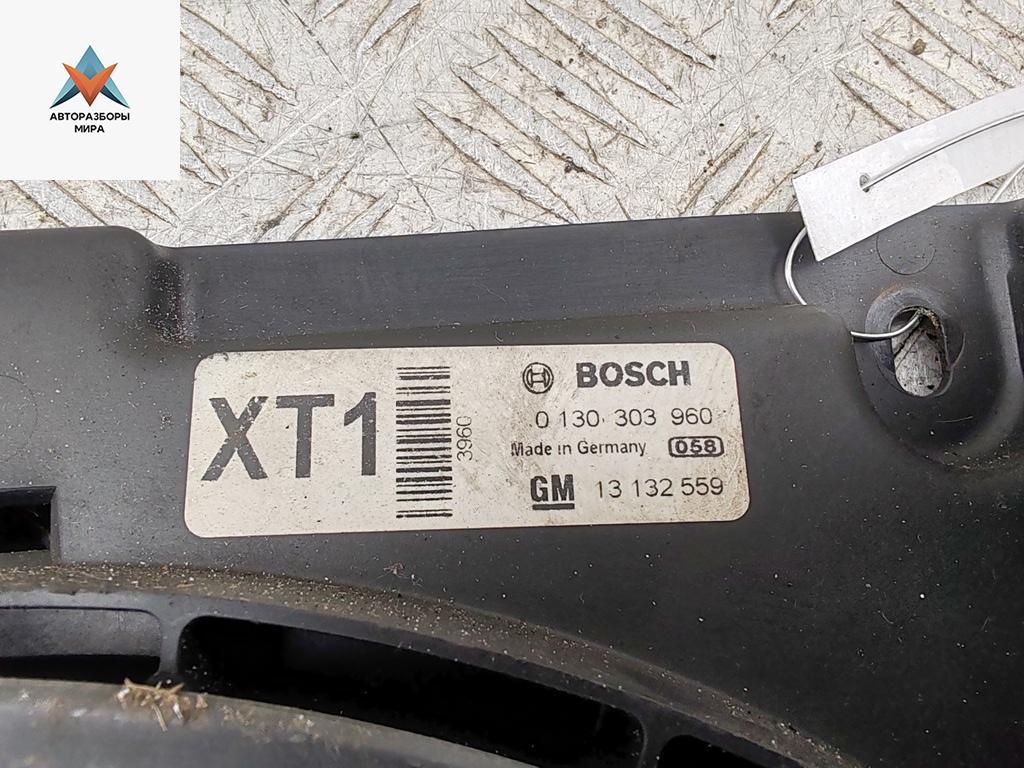 АВТОРАЗБОРЫ
МИРА
XT1
3960
BOSCH
0 130 303 960
Made in Germany 058
GM 13 132 559